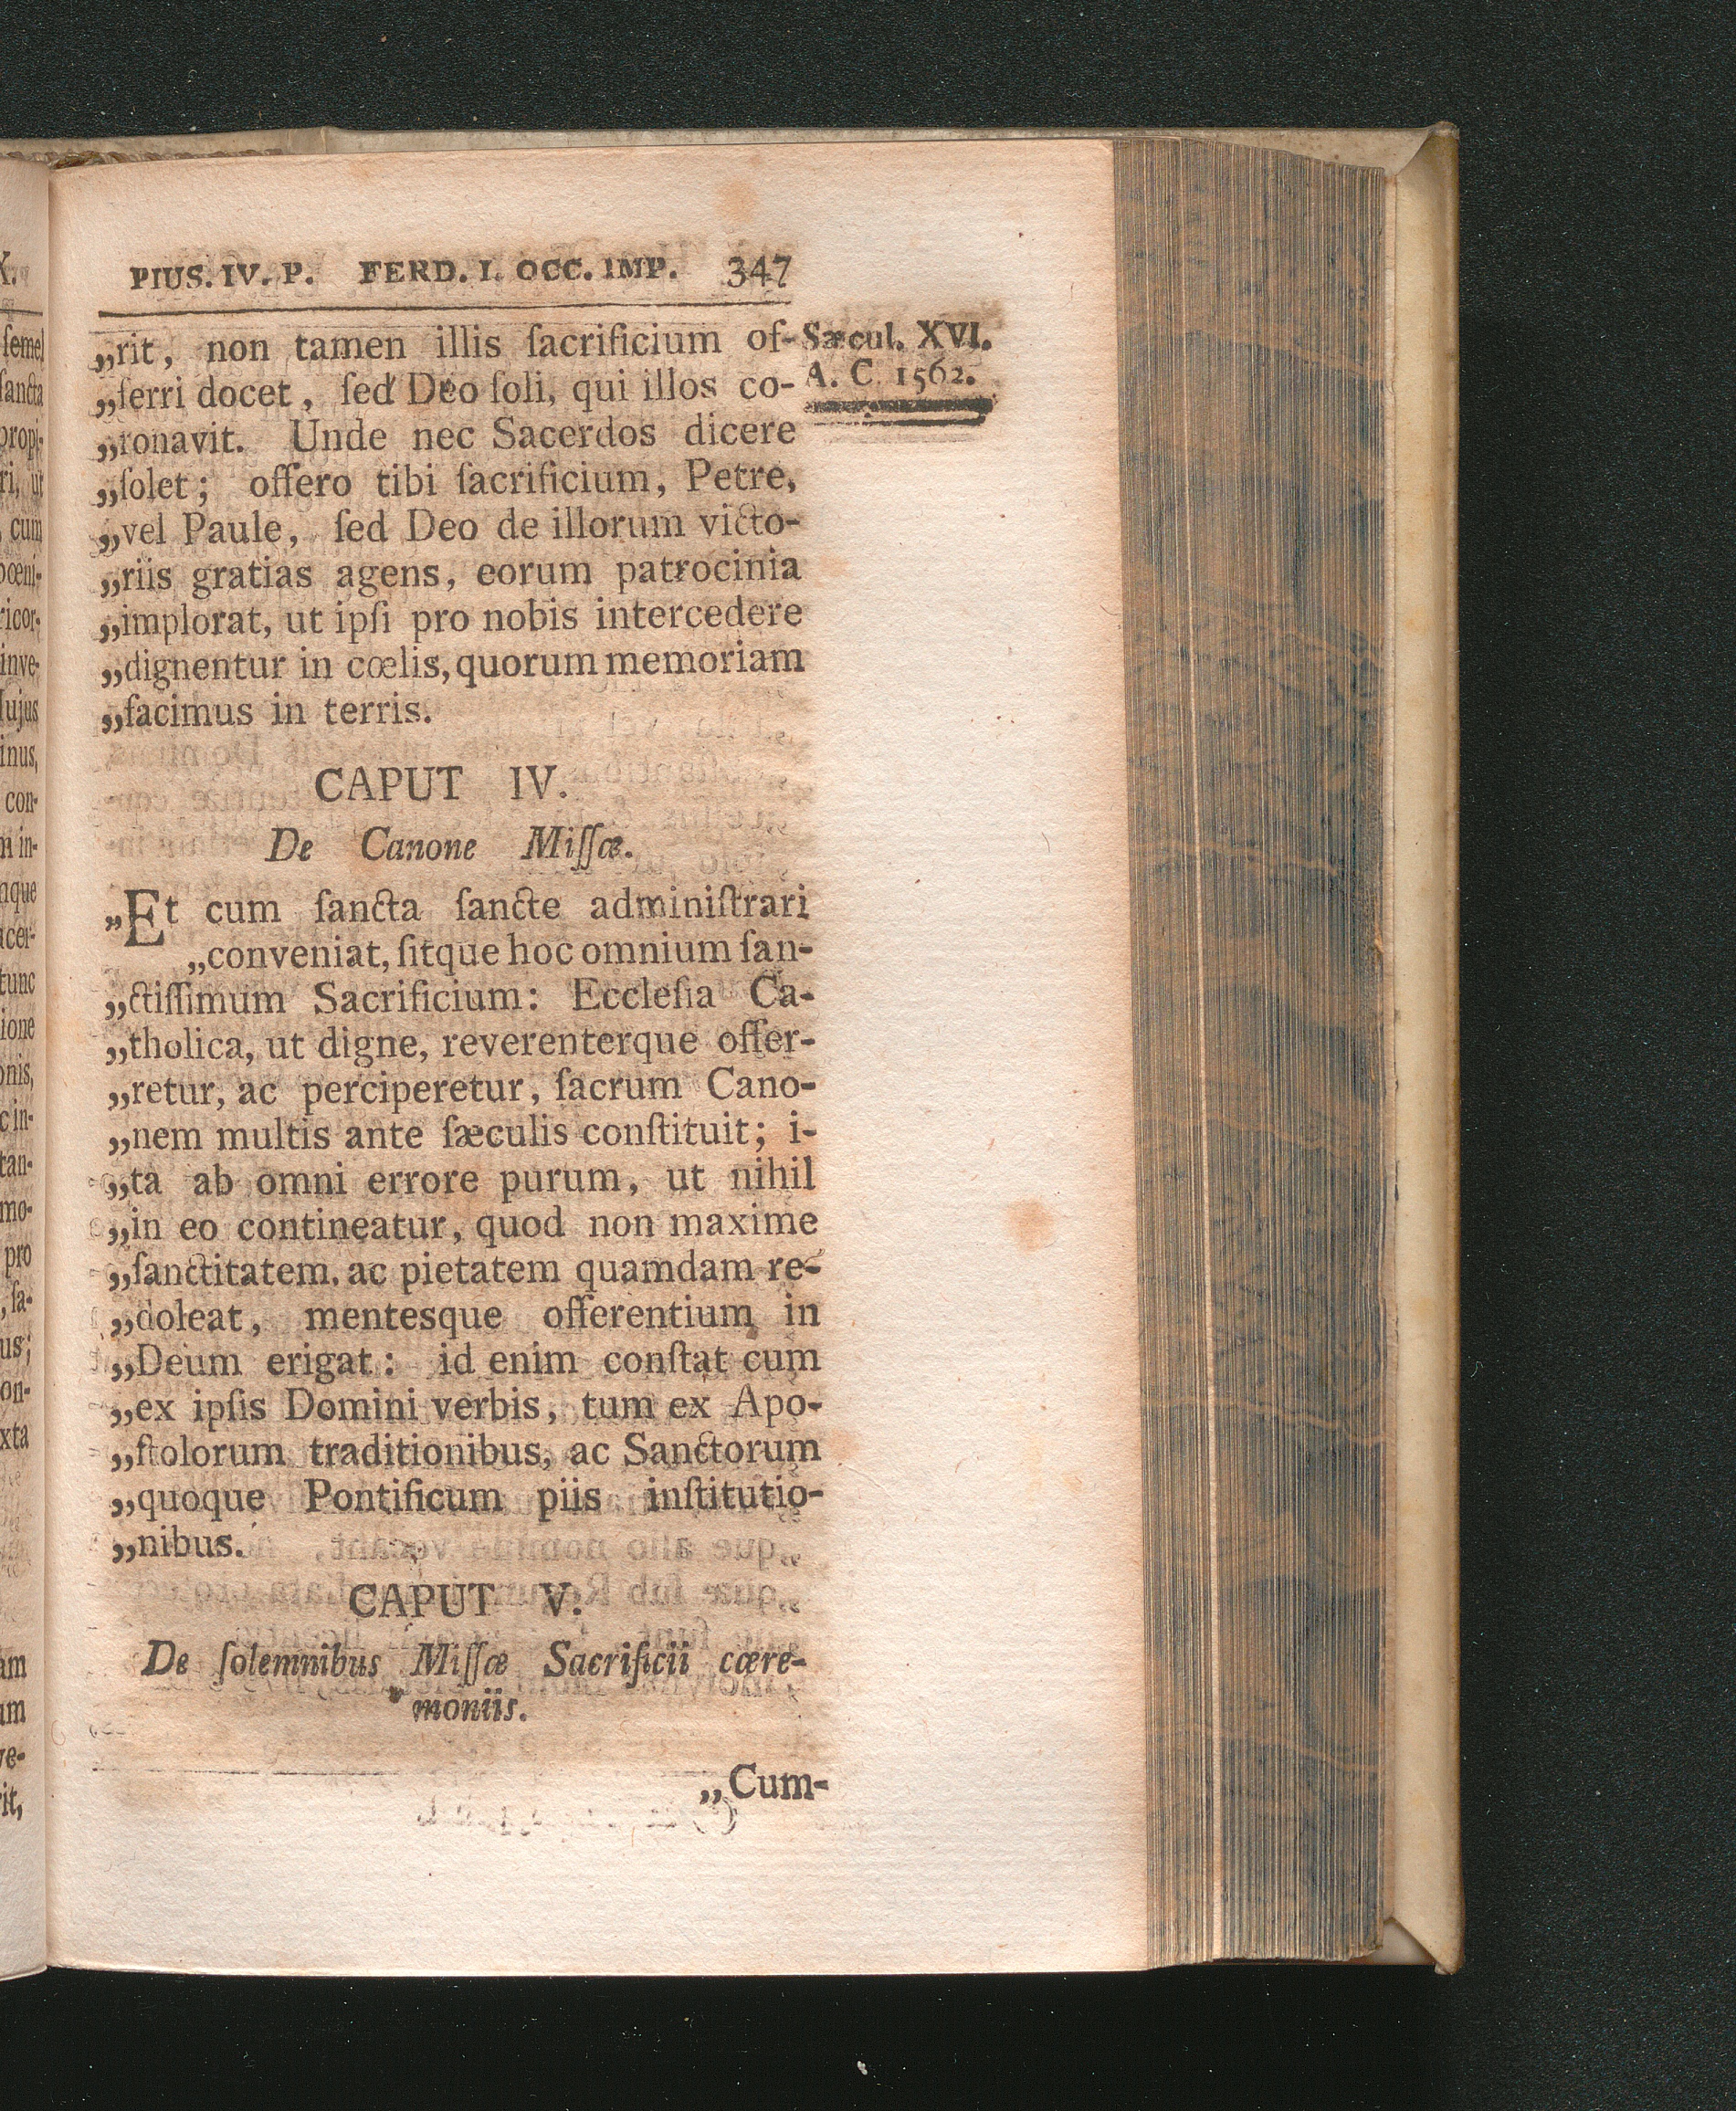 PIUS. IV. P. FERD. I. OCC. IMP. 347
Sæcul. XVI.
A. C. 1562.
„rit, non tamen illis ſacrificium of-
„ferri docet, ſed Deo ſoli, qui illos co-
„ronavit. Unde nec Sacerdos dicere
„ſolet; offero tibi ſacrificium, Petre,
„vel Paule, ſed Deo de illorum victo-
„riis gratias agens, eorum patrocinia
„implorat, ut ipſi pro nobis intercedere
„dignentur in cœlis, quorum memoriam
„facimus in terris.
CAPUT IV.
De Canone Miſſæ.
„Et cum ſancta ſancte adminiſtrari
„conveniat, ſitque hoc omnium ſan-
„ctiſſimum Sacrificium: Eccleſia Ca-
„tholica, ut digne, reverenterque offer-
„retur, ac perciperetur, ſacrum Cano-
„nem multis ante ſæculis conſtituit; i-
„ta ab omni errore purum, ut nihil
„in eo contineatur, quod non maxime
„ſanctitatem, ac pietatem quamdam re-
„doleat, mentesque offerentium in
„Deum erigat: id enim conſtat cum
„ex ipſis Domini verbis, tum ex Apo-
„ſtolorum traditionibus, ac Sanctorum
„quoque Pontificum piis inſtitutio-
„nibus.
CAPUT V.
De ſolemnibus Miſſæ Sacrificii cære-
moniis.
„Cum-